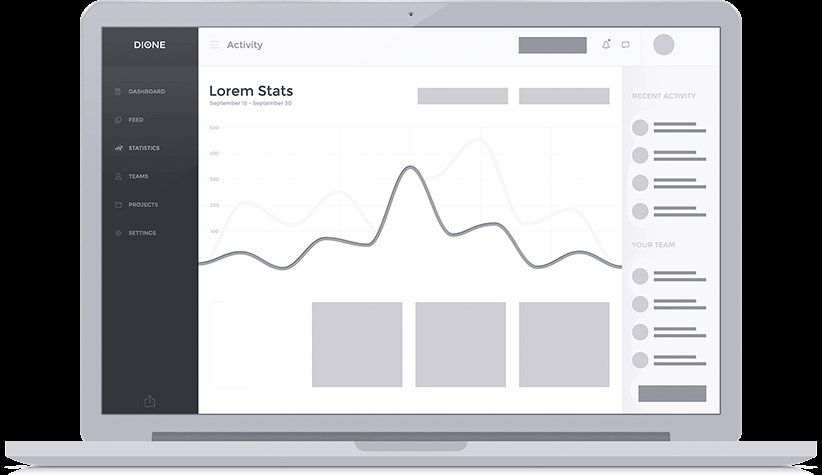 DIONE
Activity
DASHBOARD
FEED
STATISTICS
TEAMS
PROJECTS
SETTINGS
Lorem Stats
September 15 - September 30
500
400
300
200
100
RECENT ACTIVITY
YOUR TEAM